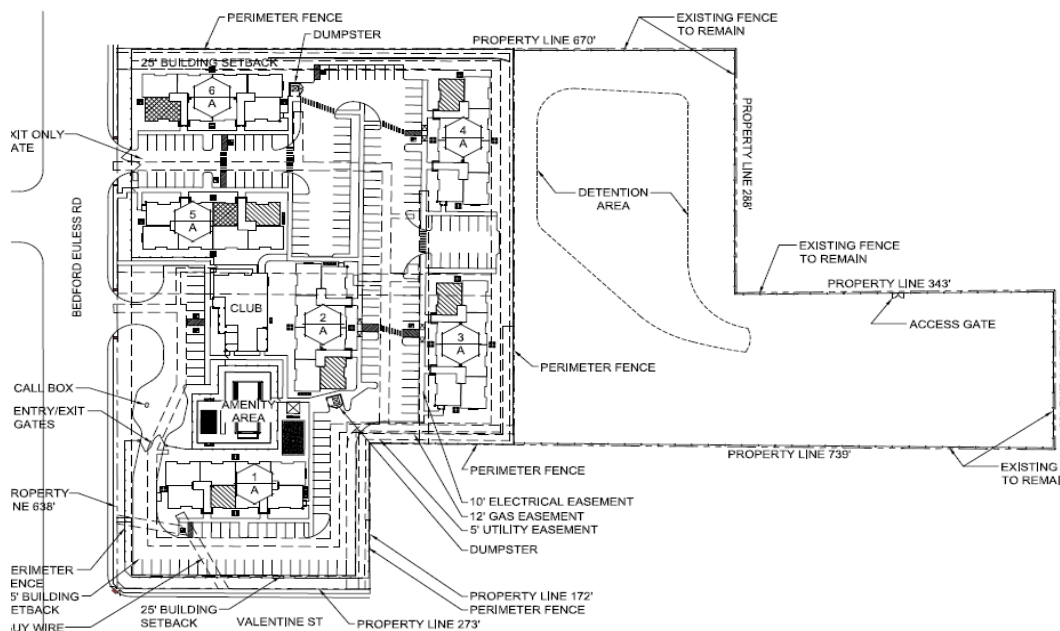 PERIMETER FENCE
DUMPSTER
PROPERTY LINE 670'
EXISTING FENCE
TO REMAIN
25' BUILDING SETBACK
6
A
4
A
XIT ONLY
ATE
PROPERTY LINE 288'
DETENTION
AREA
5
A
BEDFORD EULESS RD
EXISTING FENCE
TO REMAIN
PROPERTY LINE 343'
CLUB
2
A
3
A
ACCESS GATE
PERIMETER FENCE
CALL BOX
ENTRY/EXIT
GATES
AMENITY
AREA
PROPERTY LINE 739'
PERIMETER FENCE
EXISTING
TO REMAI
1
A
ROPERTY
NE 638'
10' ELECTRICAL EASEMENT
12' GAS EASEMENT
5' UTILITY EASEMENT
DUMPSTER
ERIMETER
ENCE
5' BUILDING
ETBACK
UY WIRE
25' BUILDING
SETBACK
VALENTINE ST
PROPERTY LINE 172'
PERIMETER FENCE
PROPERTY LINE 273'